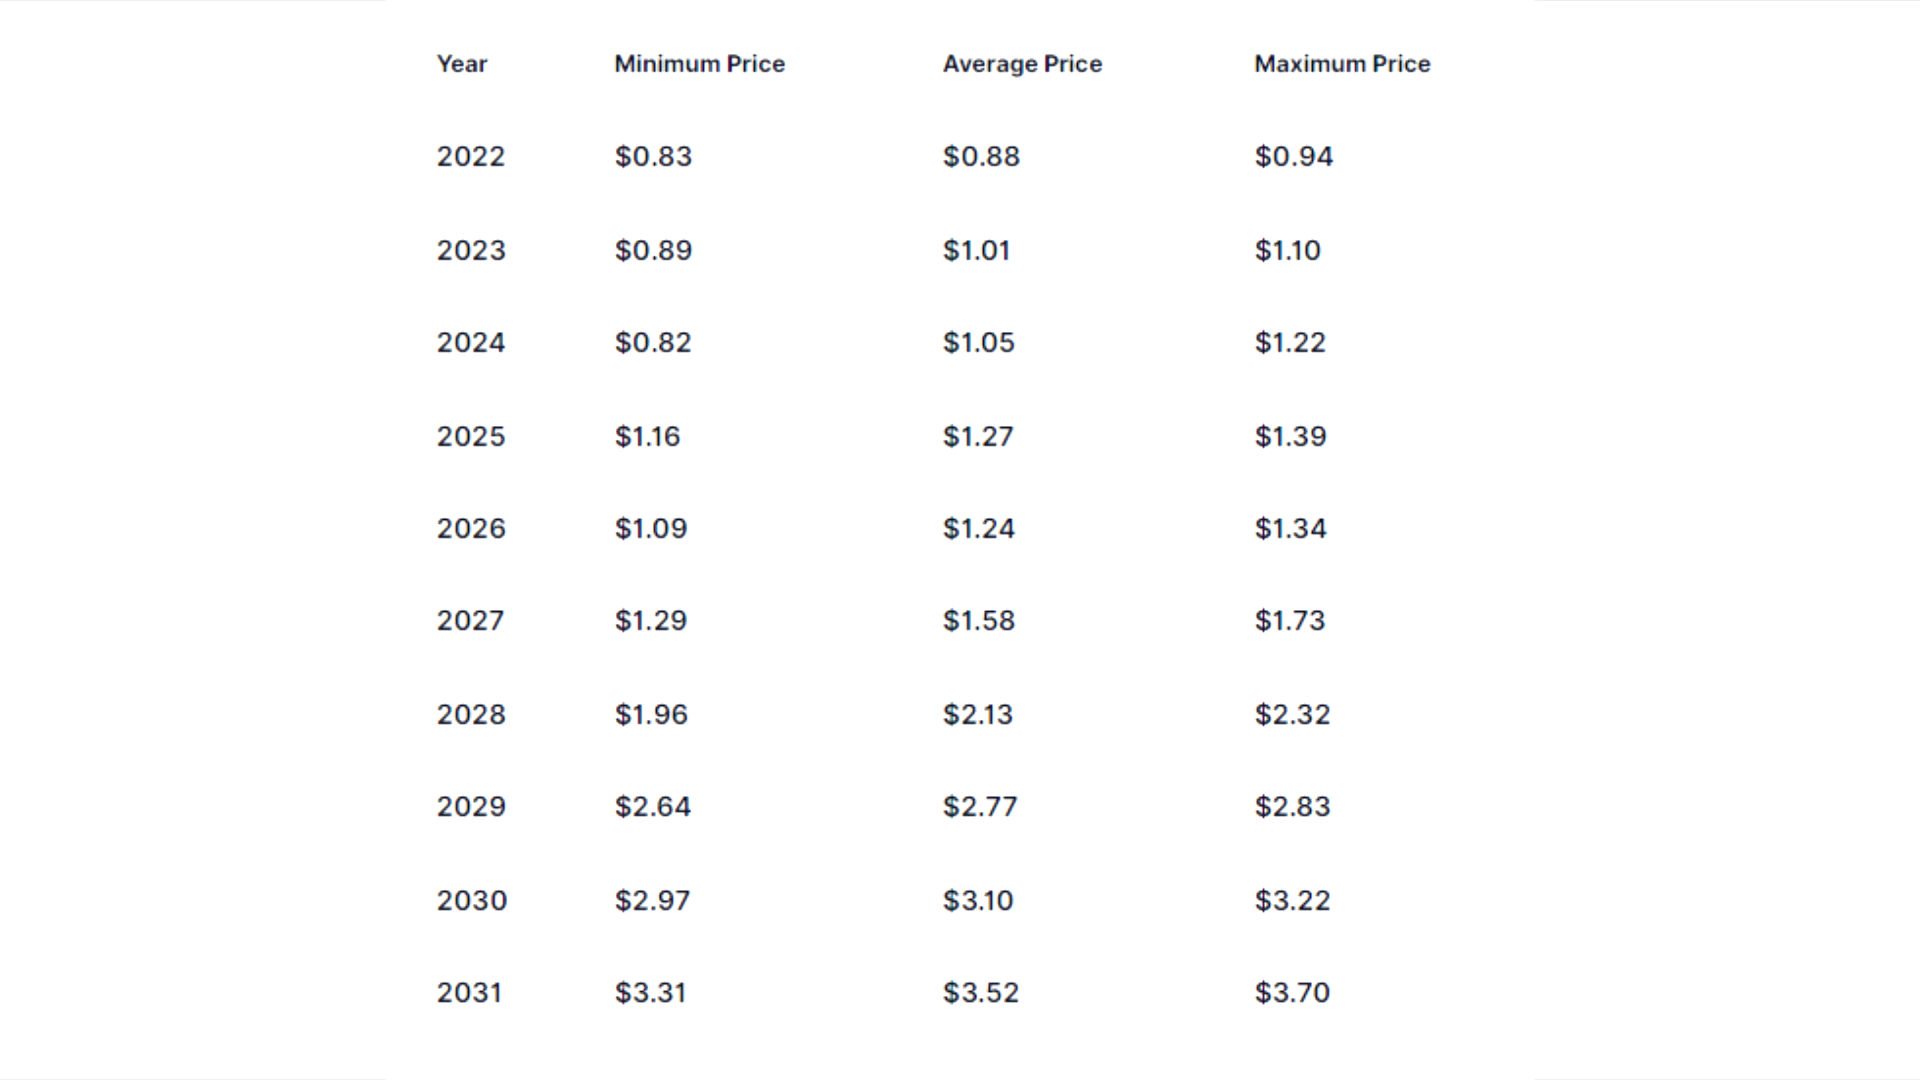 Year Minimum Price Average Price Maximum Price
2022 $0.83 $0.88 $0.94
2023 $0.89 $1.01 $1.10
2024 $0.82 $1.05 $1.22
2025 $1.16 $1.27 $1.39
2026 $1.09 $1.24 $1.34
2027 $1.29 $1.58 $1.73
2028 $1.96 $2.13 $2.32
2029 $2.64 $2.77 $2.83
2030 $2.97 $3.10 $3.22
2031 $3.31 $3.52 $3.70